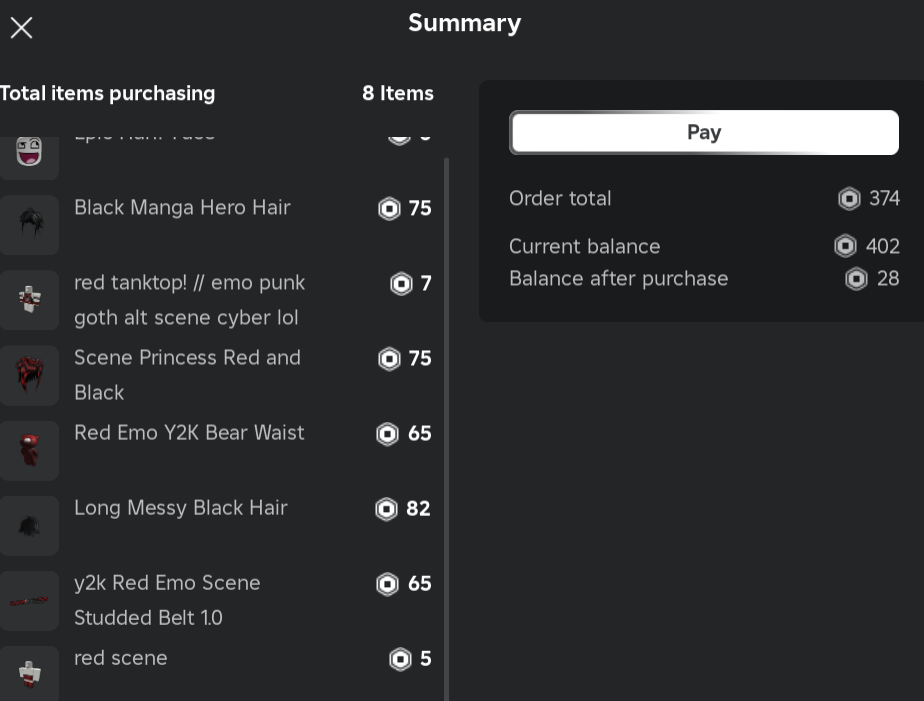 Summary
Total items purchasing
8 Items
Black Manga Hero Hair
75
red tanktop! // emo punk
7
goth alt scene cyber lol
Scene Princess Red and
75
Black
Red Emo Y2K Bear Waist
65
Long Messy Black Hair
82
y2k Red Emo Scene
65
Studded Belt 1.0
red scene
5
Pay
Order total
374
Current balance
402
Balance after purchase
28